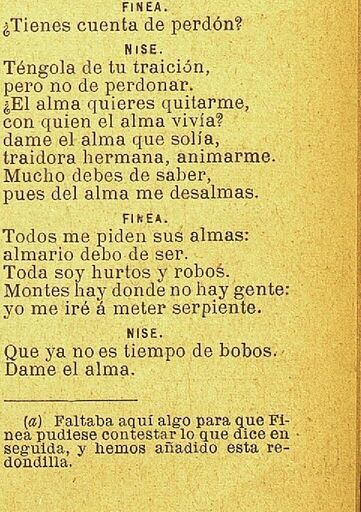 FINEA.
¿Tienes cuenta de perdón?
NISE.
Téngola de tu traición,
pero no de perdonar.
¿El alma quieres quitarme,
con quien el alma vivía?
dame el alma que solía,
traidora hermana, animarme.
Mucho debes de saber,
pues del alma me desalmas.
FINEA.
Todos me piden sus almas:
almario debo de ser.
Toda soy hurtos y robos.
Montes hay donde no hay gente:
yo me iré á meter serpiente.
NISE.
Que ya no es tiempo de bobos.
Dame el alma.
(a) Faltaba aquí algo para que Fi-
nea pudiese contestar lo que dice en
seguida, y hemos añadido esta re-
dondilla.